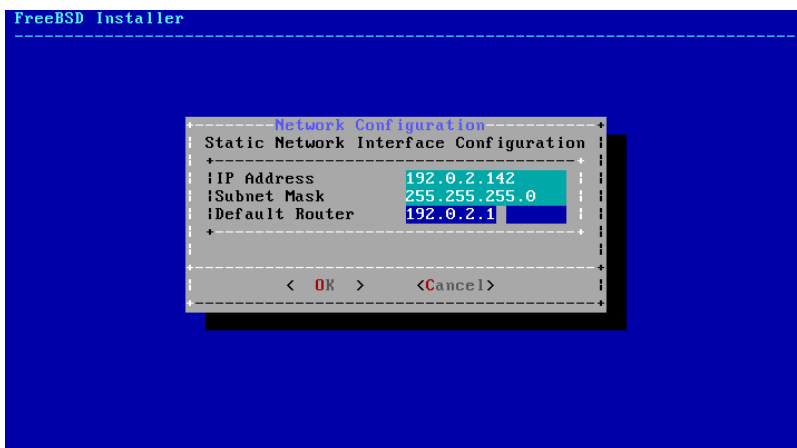 FreeBSD Installer
Network Configuration
Static Network Interface Configuration
IP Address 192.0.2.142
Subnet Mask 255.255.255.0
Default Router 192.0.2.1
< OK > <Cancel>